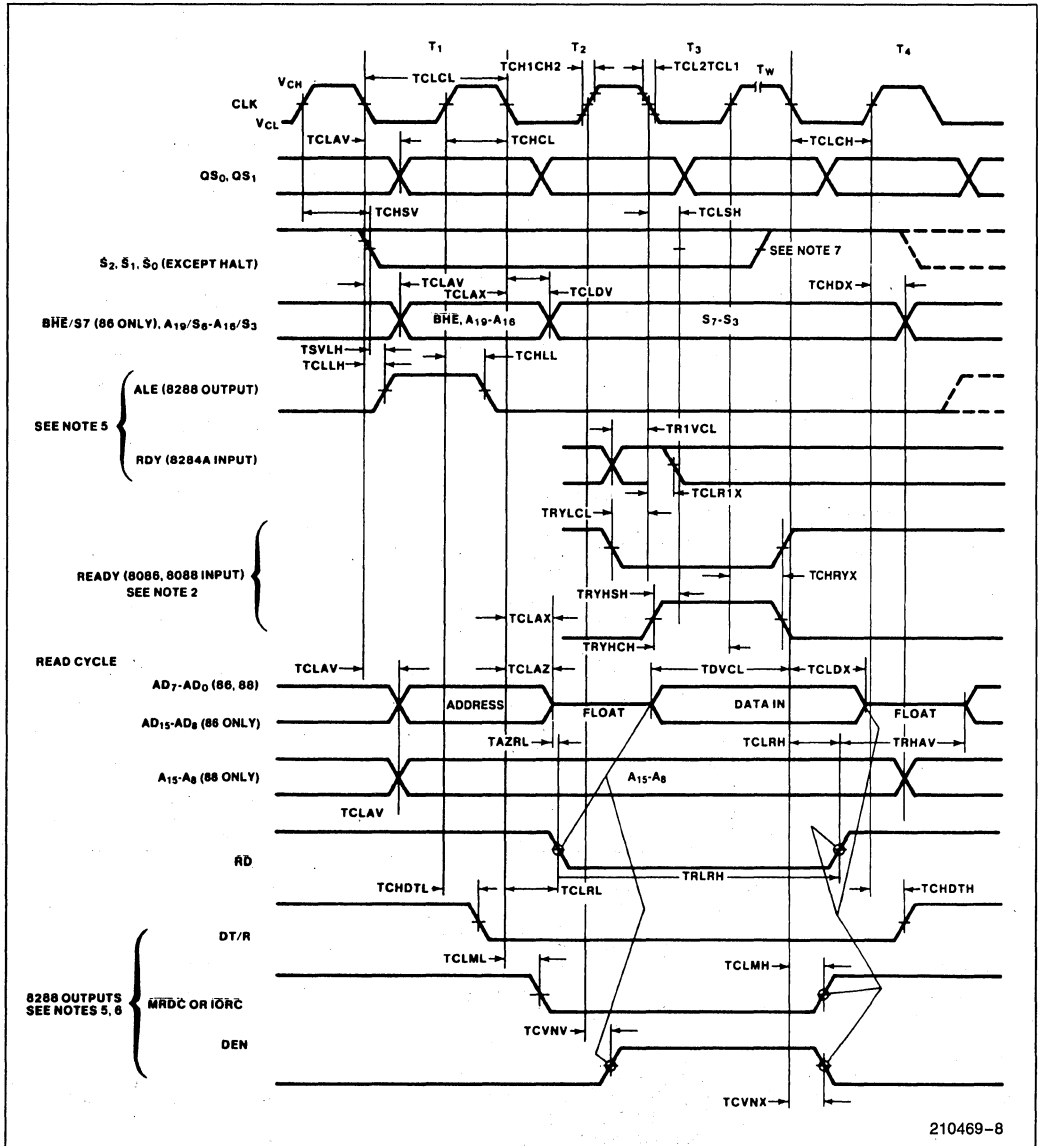 T1 T2 T3 T4
TCH1CH2 TCL2TCL1
TCLCL TW
VCH
CLK
VCL
TCLAV TCHCL TCLCH
QS0, QS1
TCHSV TCLSH
SEE NOTE 7
S̄2, S̄1, S̄0 (EXCEPT HALT)
TCLAV TCHDX
TCLAX TCLDV
B̅H̅E̅/S7 (86 ONLY), A19/S6-A16/S3 B̅H̅E̅, A19-A16 S7-S3
TSVLH TCHLL
TCLLH
ALE (8288 OUTPUT)
SEE NOTE 5
TR1VCL
RDY (8284A INPUT)
TCLR1X
TRYLCL
READY (8086, 8088 INPUT) TCHRYX
SEE NOTE 2
TRYHSH
TCLAX
TRYHCH
READ CYCLE
TCLAV TCLAZ TDVCL TCLDX
AD7-AD0 (86, 88)
ADDRESS FLOAT DATA IN FLOAT
AD15-AD8 (86 ONLY)
TAZRL TCLRH TRHAV
A15-A8 (88 ONLY) A15-A8
TCLAV
R̅D̅
TRLRH
TCHDTL TCLRL TCHDTH
DT/R
TCLML TCLMH
8288 OUTPUTS
SEE NOTES 5, 6
M̅R̅D̅C̅ OR I̅O̅R̅C̅
TCVNV
DEN
TCVNX
210469-8